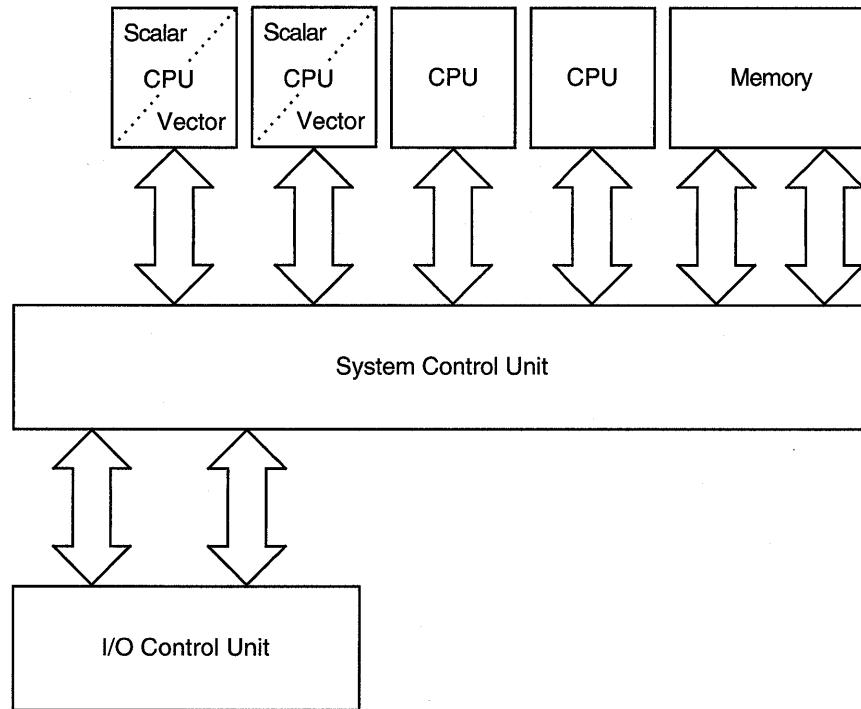 Scalar
CPU
Vector
Scalar
CPU
Vector
CPU
CPU
Memory
System Control Unit
I/O Control Unit